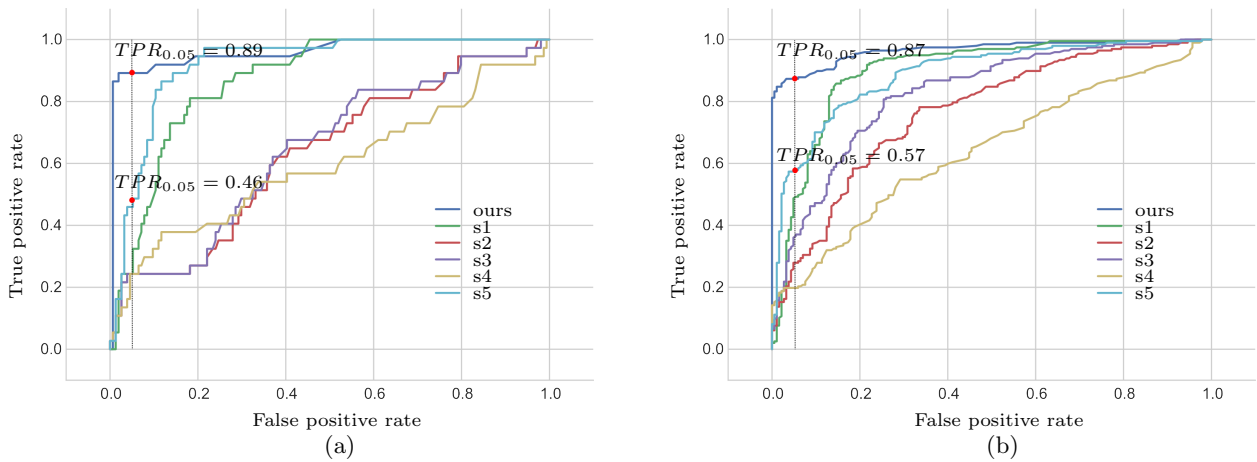 1.0
0.8
0.6
0.4
0.2
0.0
True positive rate
TPR0.05 = 0.89
TPR0.05 = 0.46
ours
s1
s2
s3
s4
s5
0.0 0.2 0.4 0.6 0.8 1.0
False positive rate
(a)
1.0
0.8
0.6
0.4
0.2
0.0
True positive rate
TPR0.05 = 0.87
TPR0.05 = 0.57
ours
s1
s2
s3
s4
s5
0.0 0.2 0.4 0.6 0.8 1.0
False positive rate
(b)